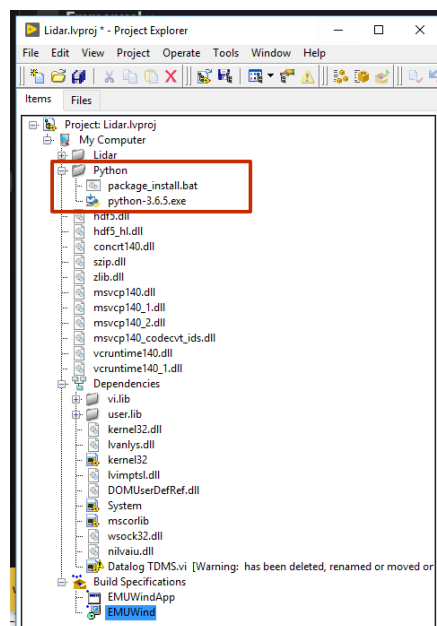 Lidar.lvproj * - Project Explorer
File Edit View Project Operate Tools Window Help
Items Files
Project: Lidar.lvproj
My Computer
Lidar
Python
package_install.bat
python-3.6.5.exe
hdf5.dll
hdf5_hl.dll
concrt140.dll
szip.dll
zlib.dll
msvcp140.dll
msvcp140_1.dll
msvcp140_2.dll
msvcp140_codecvt_ids.dll
vcruntime140.dll
vcruntime140_1.dll
Dependencies
vi.lib
user.lib
kernel32.dll
lvanlys.dll
kernel32
lvimptsl.dll
DOMUserDefRef.dll
System
mscorlib
wsock32.dll
nilvaiu.dll
Datalog TDMS.vi [Warning: has been deleted, renamed or moved or
Build Specifications
EMUWindApp
EMUWind